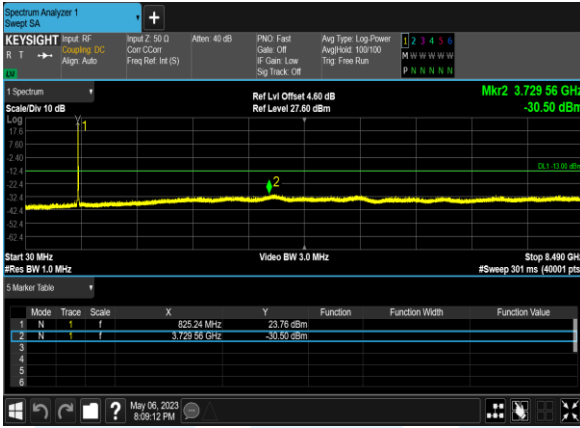 Spectrum Analyzer 1
Swept SA
KEYSIGHT Input: RF Input Z: 50 Ω Atten: 40 dB PNO: Fast Avg Type: Log-Power 1 2 3 4 5 6
R T Coupling: DC Corr CCorr Gate: Off Avg|Hold: 100/100 M W W W W W
Align: Auto Freq Ref: Int (S) IF Gain: Low Trig: Free Run P N N N N N
Sig Track: Off
LVI
1 Spectrum Ref Lvl Offset 4.60 dB Mkr2 3.729 56 GHz
Scale/Div 10 dB Ref Level 27.60 dBm -30.50 dBm
Log
1
17.6
7.60
-2.40
-12.4 DL1 -13.00 dBm
-22.4 2
-32.4
-42.4
-52.4
-62.4
Start 30 MHz Video BW 3.0 MHz Stop 8.490 GHz
#Res BW 1.0 MHz #Sweep 301 ms (40001 pts)
5 Marker Table
Mode Trace Scale X Y Function Function Width Function Value
1 N 1 f 825.24 MHz 23.76 dBm
2 N 1 f 3.729 56 GHz -30.50 dBm
3
4
5
6
? May 06, 2023
8:09:12 PM